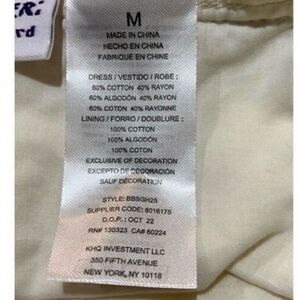 ER:
rd
M
MADE IN CHINA
HECHO EN CHINA
FABRIQUÉ EN CHINE
DRESS / VESTIDO / ROBE :
60% COTTON 40% RAYON
60% ALGODÓN 40% RAYON
60% COTON 40% RAYONNE
LINING / FORRO / DOUBLURE :
100% COTTON
100% ALGODÓN
100% COTON
EXCLUSIVE OF DECORATION
EXCEPTO DE DECORACIÓN
SAUF DÉCORATION
STYLE: BBSGH25
SUPPLIER CODE: 8016175
D.O.P.: OCT 22
RN# 130323 CA# 60224
KHQ INVESTMENT LLC
350 FIFTH AVENUE
NEW YORK, NY 10118